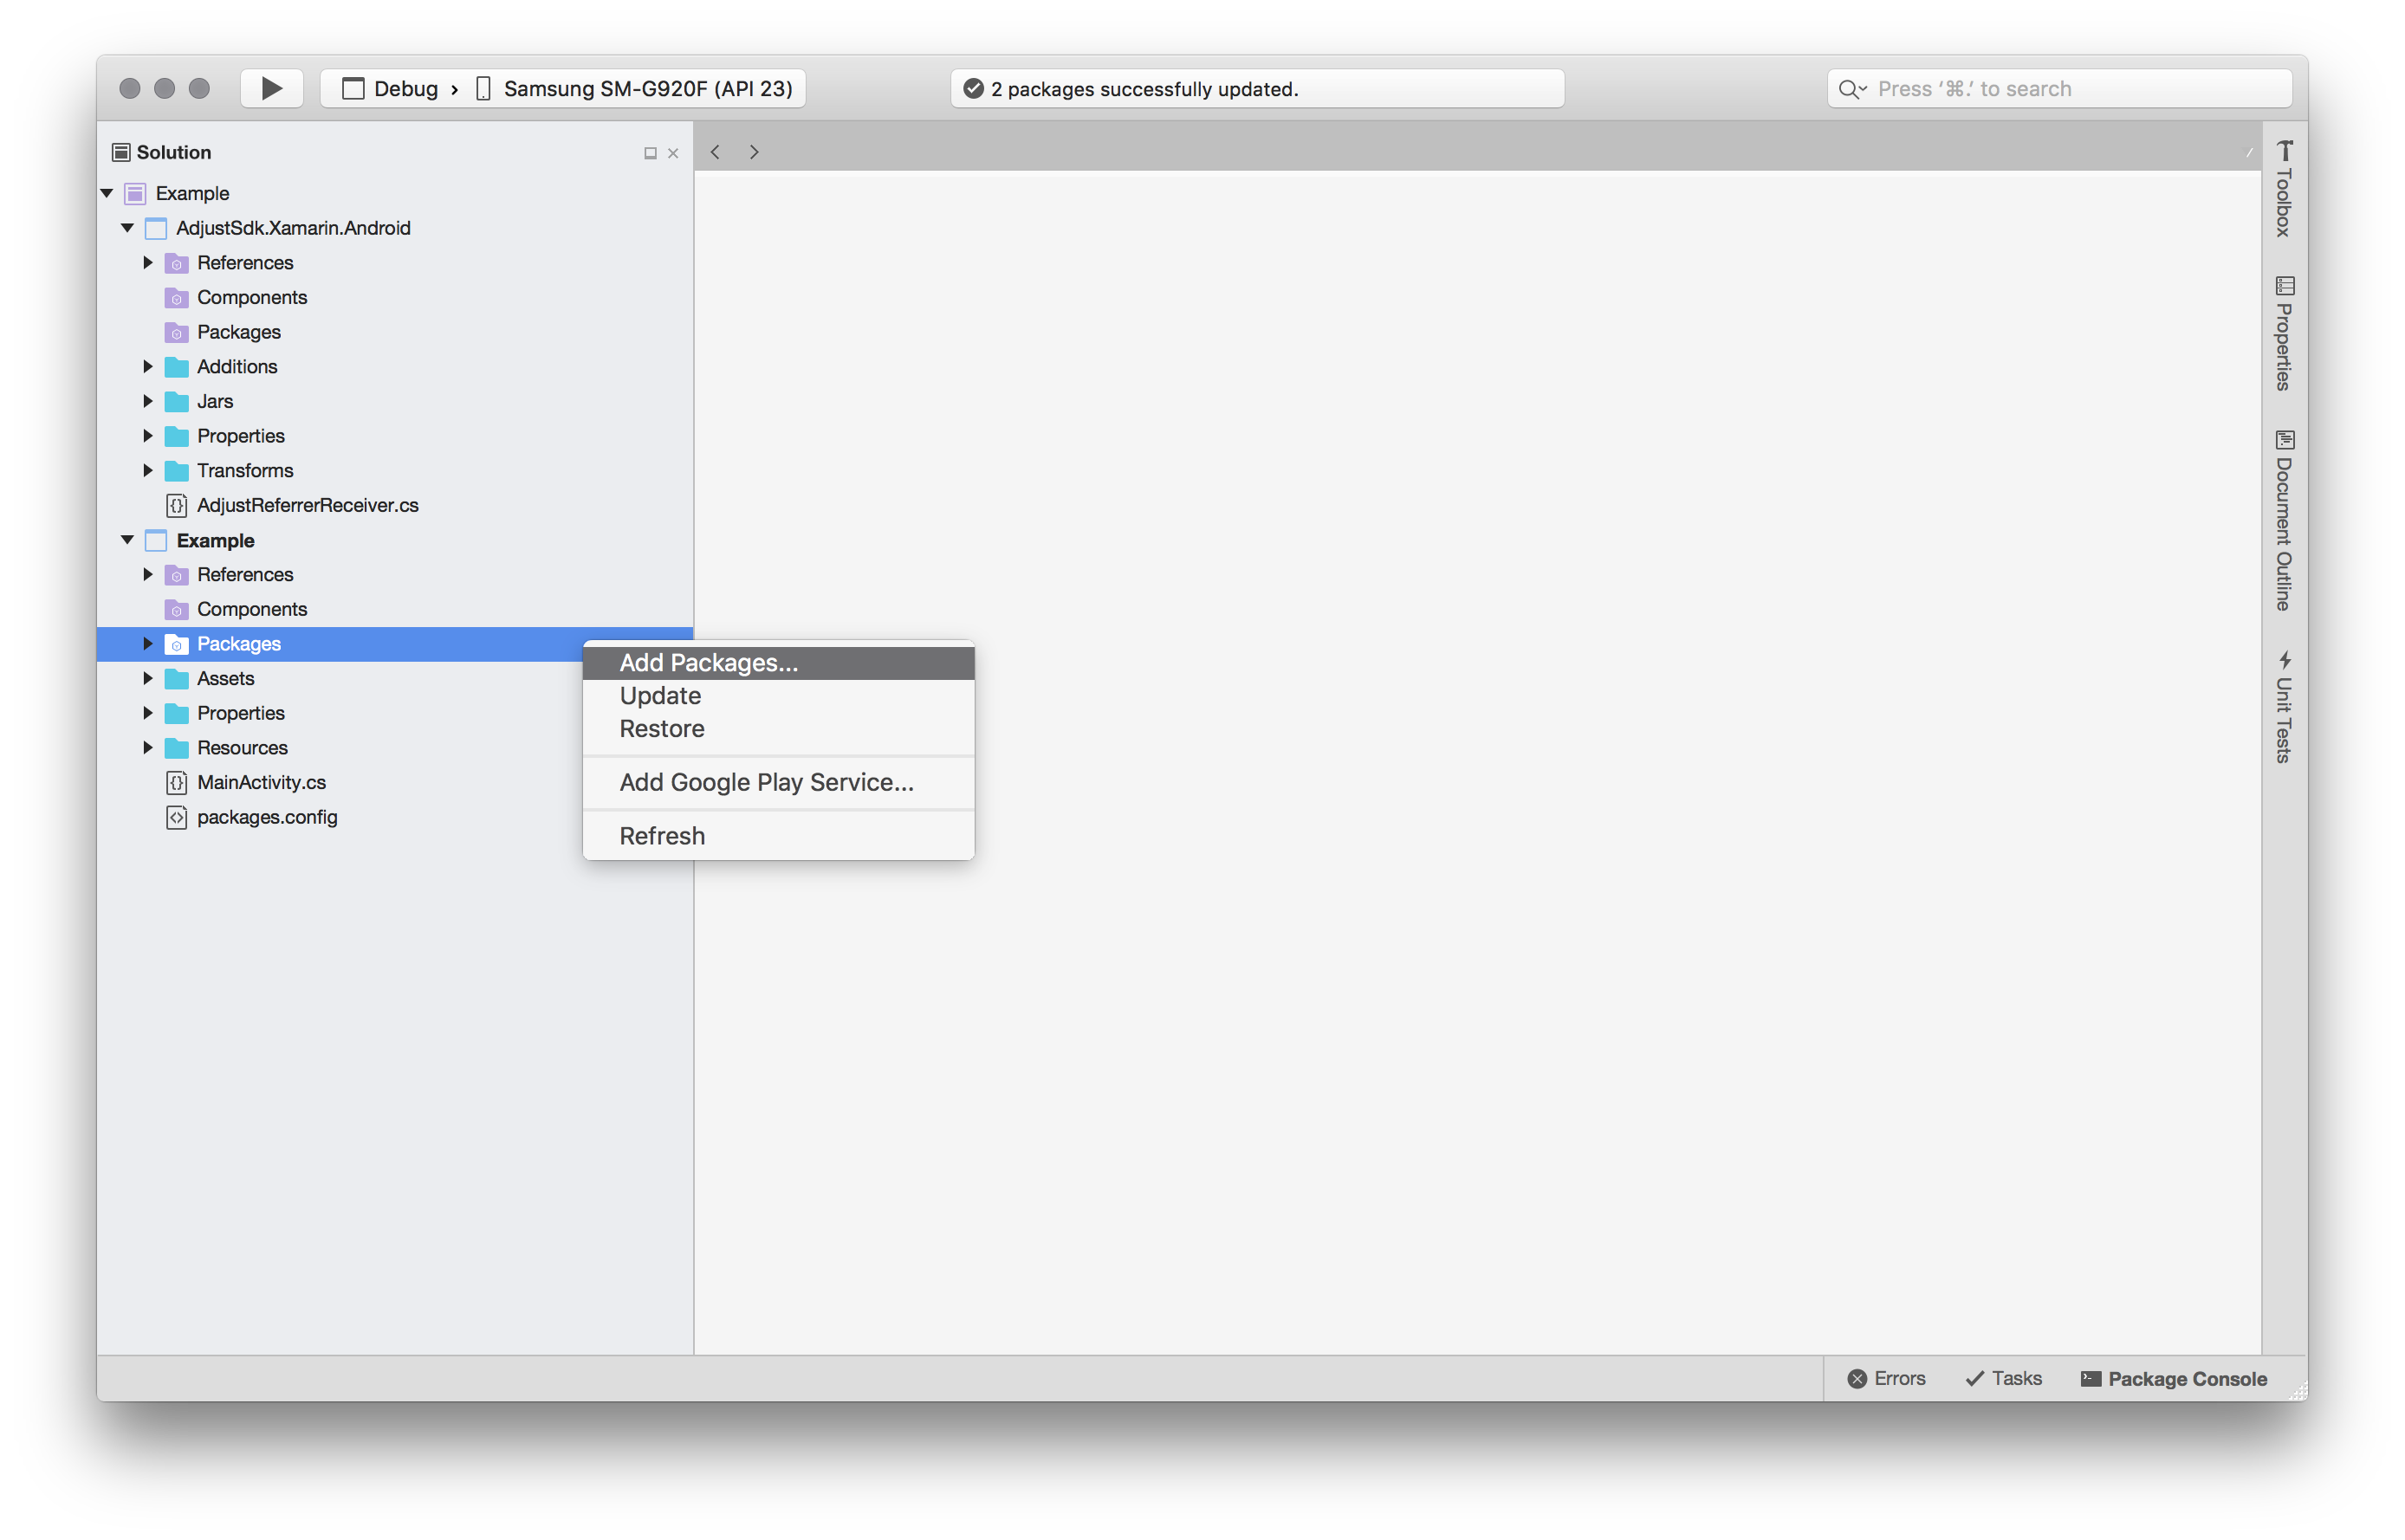 Debug › Samsung SM-G920F (API 23)
2 packages successfully updated.
Press ‘⌘.’ to search
Solution
Example
AdjustSdk.Xamarin.Android
References
Components
Packages
Additions
Jars
Properties
Transforms
AdjustReferrerReceiver.cs
Example
References
Components
Packages
Assets
Properties
Resources
MainActivity.cs
packages.config
Add Packages...
Update
Restore
Add Google Play Service...
Refresh
Toolbox
Properties
Document Outline
Unit Tests
Errors
Tasks
Package Console